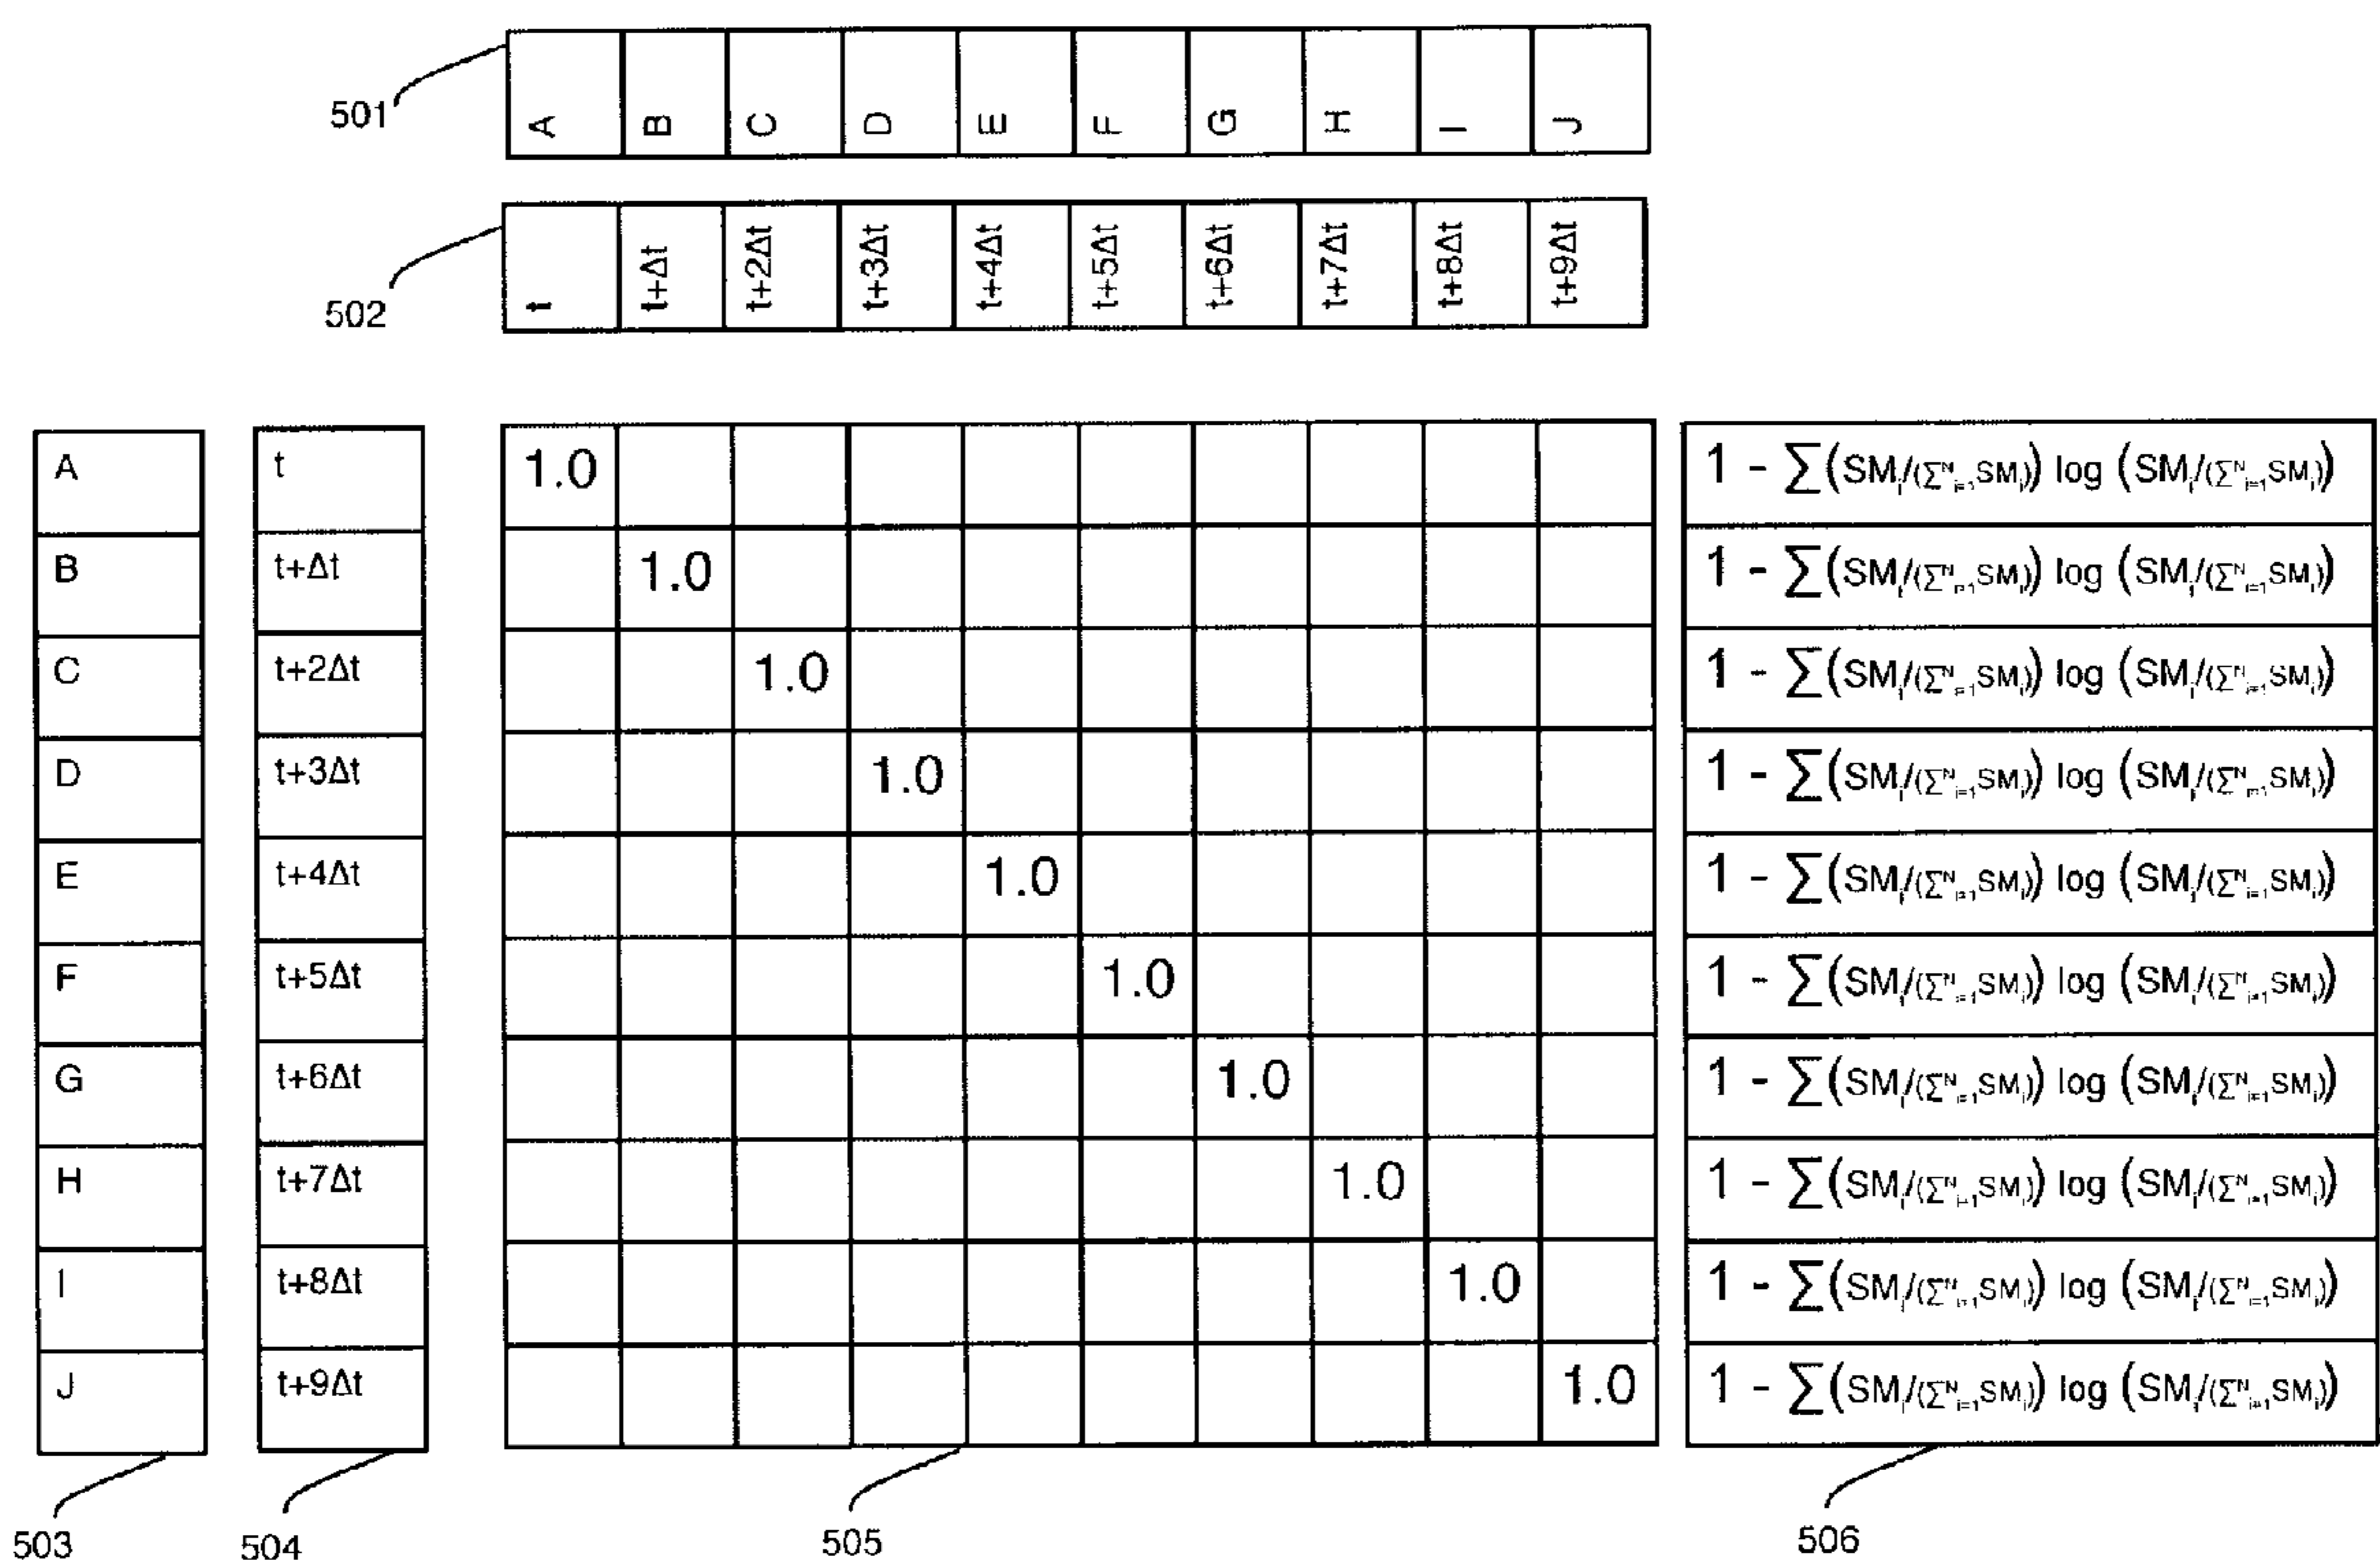 501
A B C D E F G H I J
502
t t+Δt t+2Δt t+3Δt t+4Δt t+5Δt t+6Δt t+7Δt t+8Δt t+9Δt
A t 1.0 1 - ∑(SMᵢ/(∑ᴺᵢ₌₁SMᵢ)) log (SMᵢ/(∑ᴺᵢ₌₁SMᵢ))
B t+Δt 1.0 1 - ∑(SMᵢ/(∑ᴺᵢ₌₁SMᵢ)) log (SMᵢ/(∑ᴺᵢ₌₁SMᵢ))
C t+2Δt 1.0 1 - ∑(SMᵢ/(∑ᴺᵢ₌₁SMᵢ)) log (SMᵢ/(∑ᴺᵢ₌₁SMᵢ))
D t+3Δt 1.0 1 - ∑(SMᵢ/(∑ᴺᵢ₌₁SMᵢ)) log (SMᵢ/(∑ᴺᵢ₌₁SMᵢ))
E t+4Δt 1.0 1 - ∑(SMᵢ/(∑ᴺᵢ₌₁SMᵢ)) log (SMᵢ/(∑ᴺᵢ₌₁SMᵢ))
F t+5Δt 1.0 1 - ∑(SMᵢ/(∑ᴺᵢ₌₁SMᵢ)) log (SMᵢ/(∑ᴺᵢ₌₁SMᵢ))
G t+6Δt 1.0 1 - ∑(SMᵢ/(∑ᴺᵢ₌₁SMᵢ)) log (SMᵢ/(∑ᴺᵢ₌₁SMᵢ))
H t+7Δt 1.0 1 - ∑(SMᵢ/(∑ᴺᵢ₌₁SMᵢ)) log (SMᵢ/(∑ᴺᵢ₌₁SMᵢ))
I t+8Δt 1.0 1 - ∑(SMᵢ/(∑ᴺᵢ₌₁SMᵢ)) log (SMᵢ/(∑ᴺᵢ₌₁SMᵢ))
J t+9Δt 1.0 1 - ∑(SMᵢ/(∑ᴺᵢ₌₁SMᵢ)) log (SMᵢ/(∑ᴺᵢ₌₁SMᵢ))
503 504 505 506